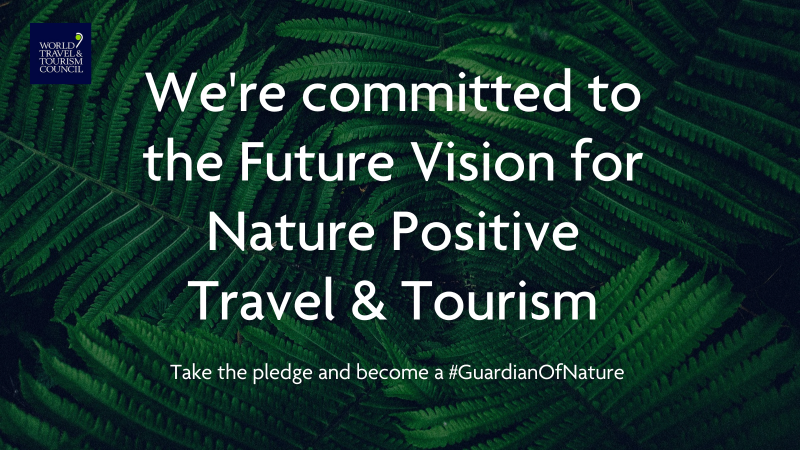 WORLD
TRAVEL &
TOURISM
COUNCIL
We're committed to
the Future Vision for
Nature Positive
Travel & Tourism
Take the pledge and become a #GuardianOfNature